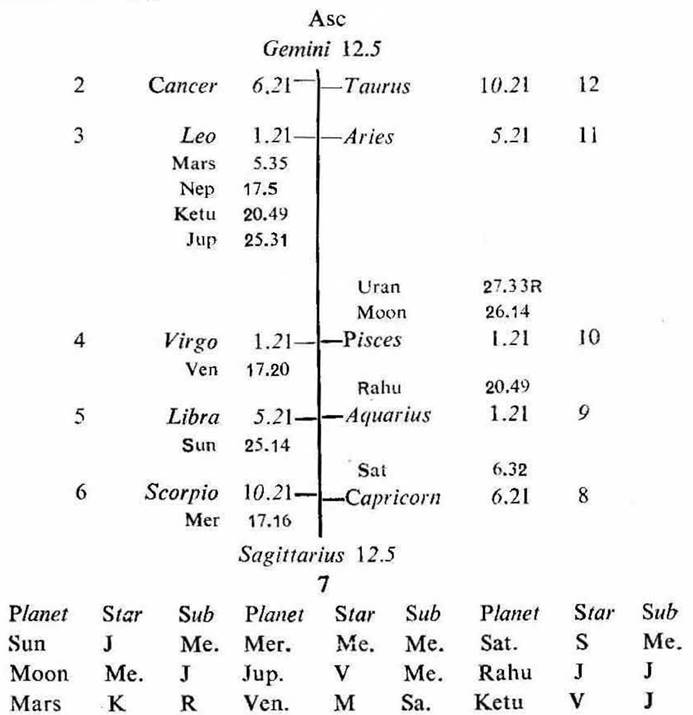 Asc
Gemini 12.5
2 Cancer 6.21 Taurus 10.21 12
3 Leo 1.21 Aries 5.21 11
Mars 5.35
Nep 17.5
Ketu 20.49
Jup 25.31
Uran 27.33R
Moon 26.14
4 Virgo 1.21 Pisces 1.21 10
Ven 17.20
Rahu 20.49
5 Libra 5.21 Aquarius 1.21 9
Sun 25.14
Sat 6.32
6 Scorpio 10.21 Capricorn 6.21 8
Mer 17.16
Sagittarius 12.5
7
Planet Star Sub Planet Star Sub Planet Star Sub
Sun J Me. Mer. Me. Me. Sat. S Me.
Moon Me. J Jup. V Me. Rahu J J
Mars K R Ven. M Sa. Ketu V J